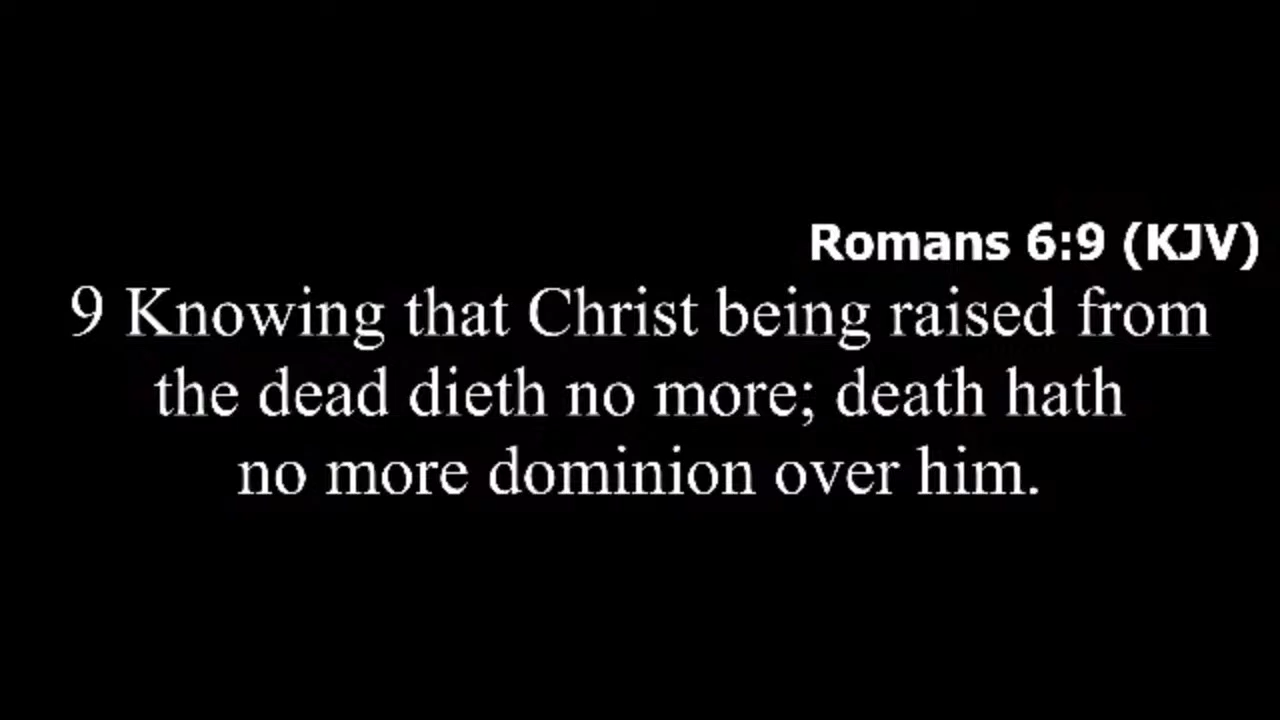 Romans 6:9 (KJV)
9 Knowing that Christ being raised from
the dead dieth no more; death hath
no more dominion over him.